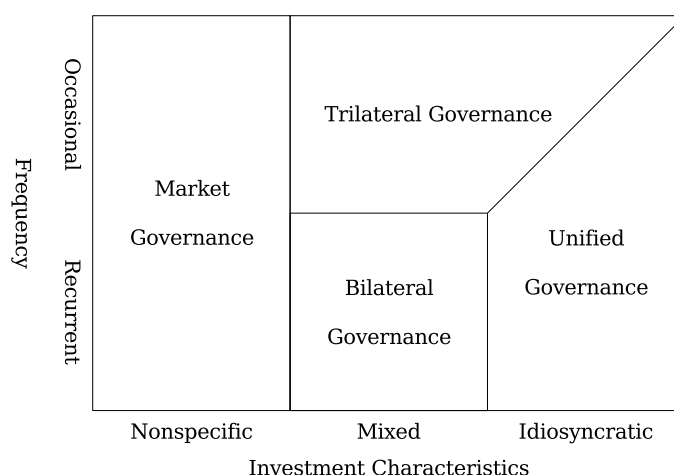 Frequency
Occasional
Recurrent
Market
Governance
Trilateral Governance
Bilateral
Governance
Unified
Governance
Nonspecific
Mixed
Idiosyncratic
Investment Characteristics